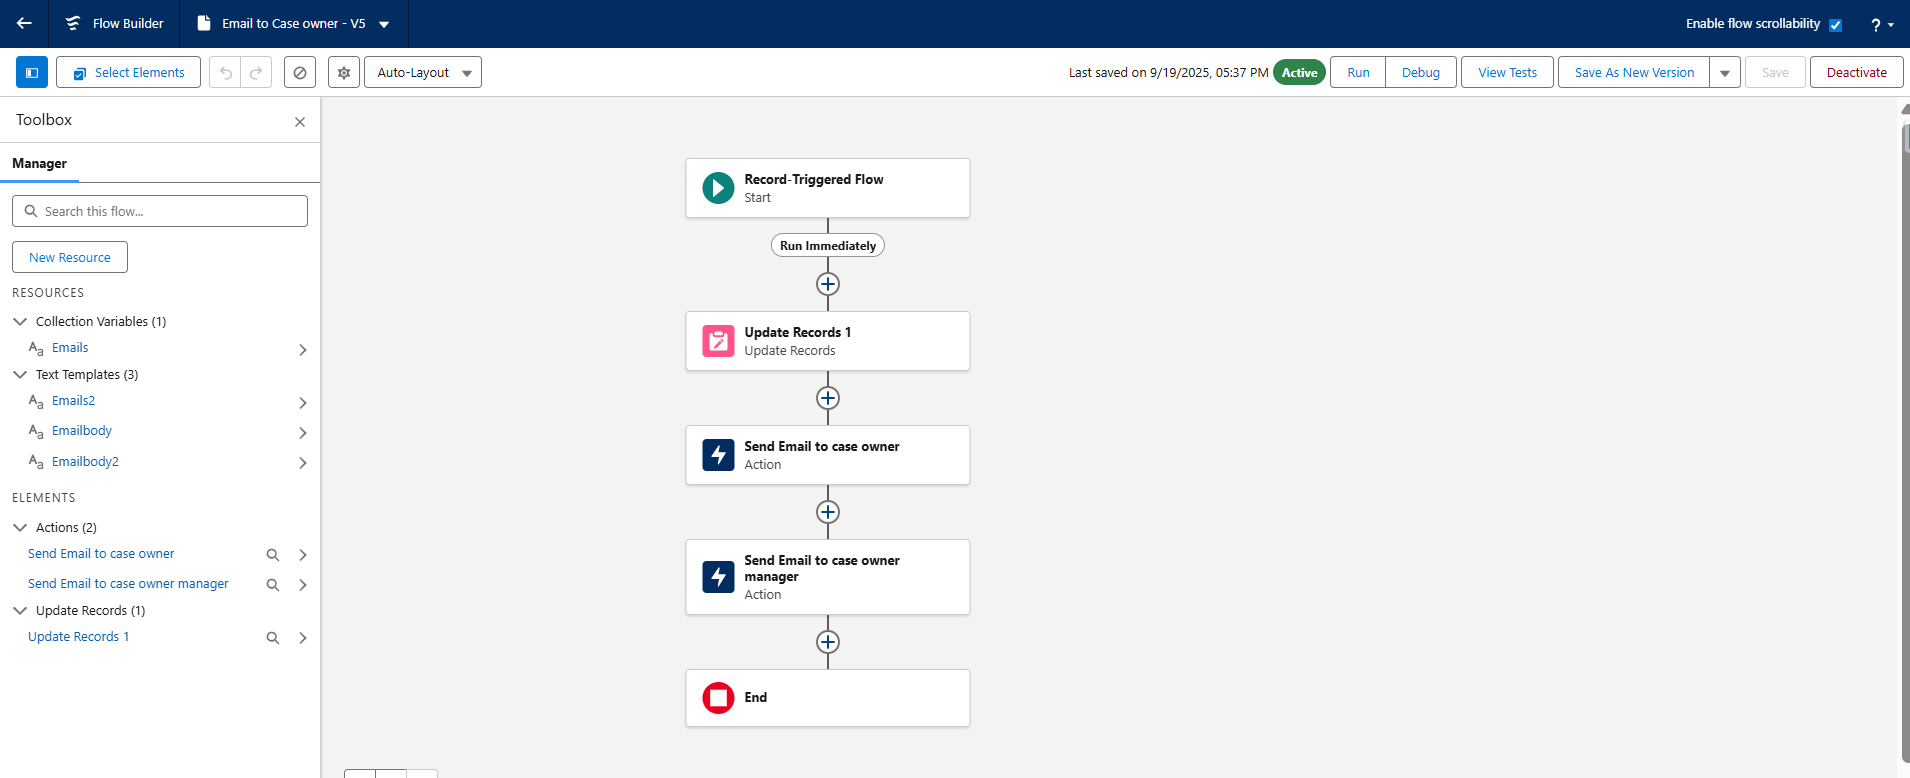 Flow Builder
Email to Case owner - V5
Enable flow scrollability
?
Select Elements
Auto-Layout
Last saved on 9/19/2025, 05:37 PM
Active
Run
Debug
View Tests
Save As New Version
Save
Deactivate
Toolbox
Manager
Search this flow...
New Resource
RESOURCES
Collection Variables (1)
Aa Emails
Text Templates (3)
Aa Emails2
Aa Emailbody
Aa Emailbody2
ELEMENTS
Actions (2)
Send Email to case owner
Send Email to case owner manager
Update Records (1)
Update Records 1
Record-Triggered Flow
Start
Run Immediately
Update Records 1
Update Records
Send Email to case owner
Action
Send Email to case owner
manager
Action
End